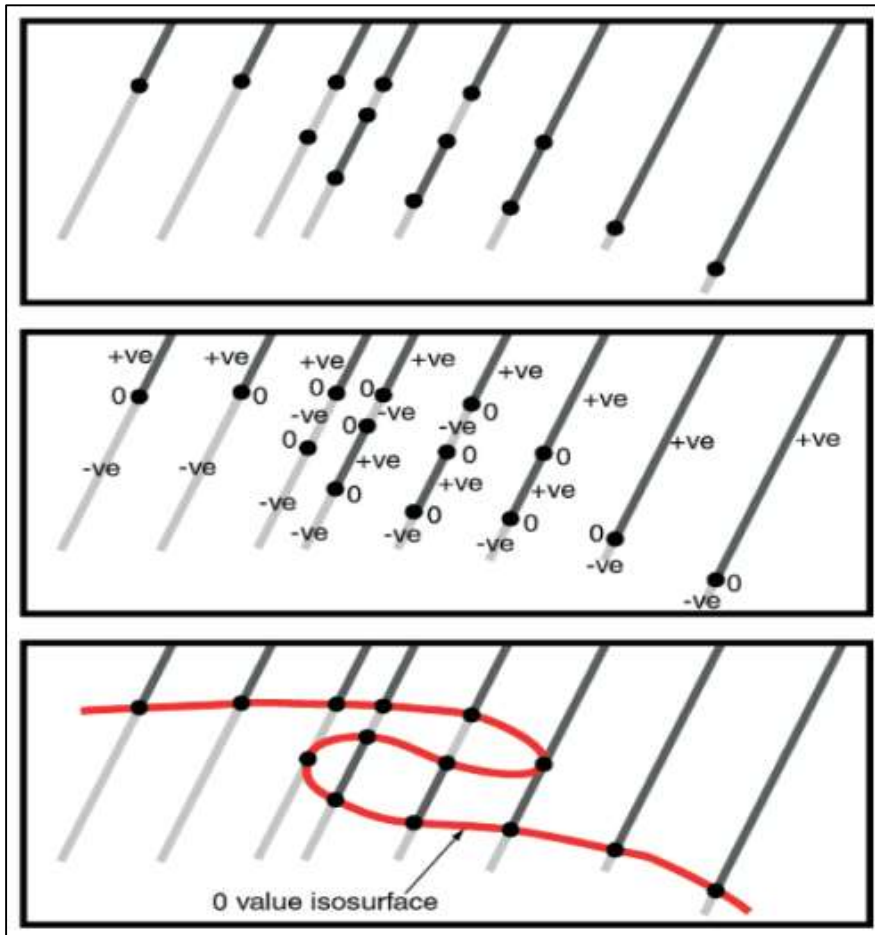 +ve +ve +ve +ve +ve
0 0 0 0 0
-ve -ve -ve +ve
0 0 0 0
-ve -ve +ve +ve +ve +ve
0 0 0
-ve -ve -ve -ve 0
-ve 0
-ve
0 value isosurface